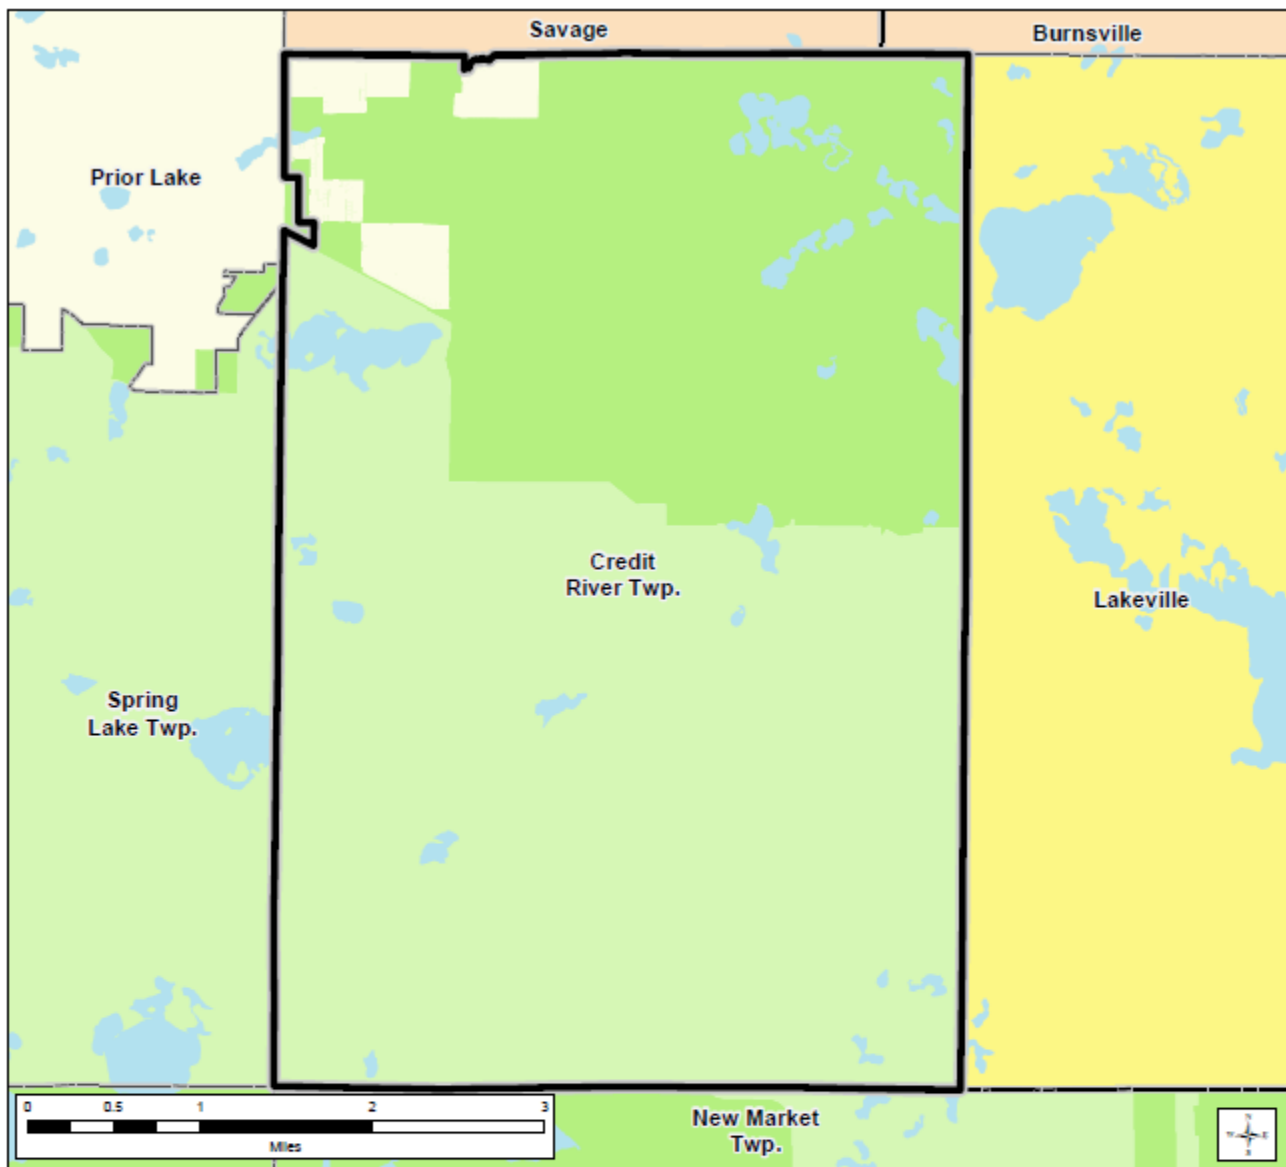 Savage
Burnsville
Prior Lake
Credit
River Twp.
Lakeville
Spring
Lake Twp.
0 0.5 1 2 3
Miles
New Market
Twp.
N
W E
S